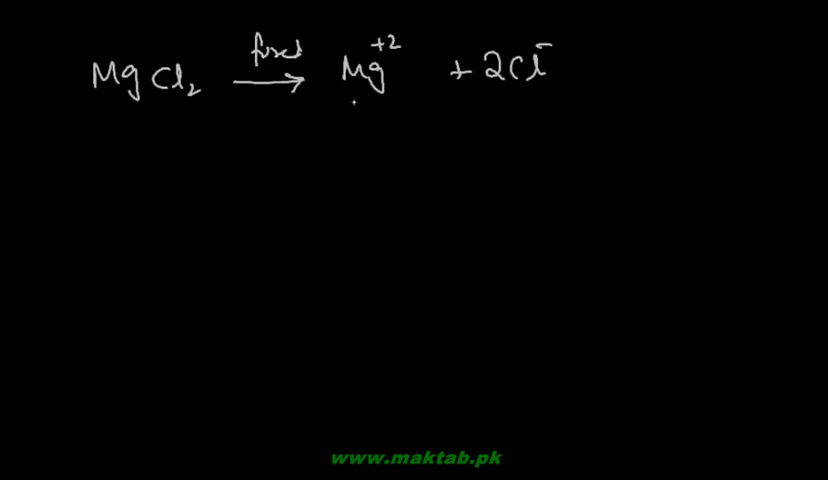 MgCl₂ fused → Mg⁺² + 2Cl⁻
www.maktab.pk